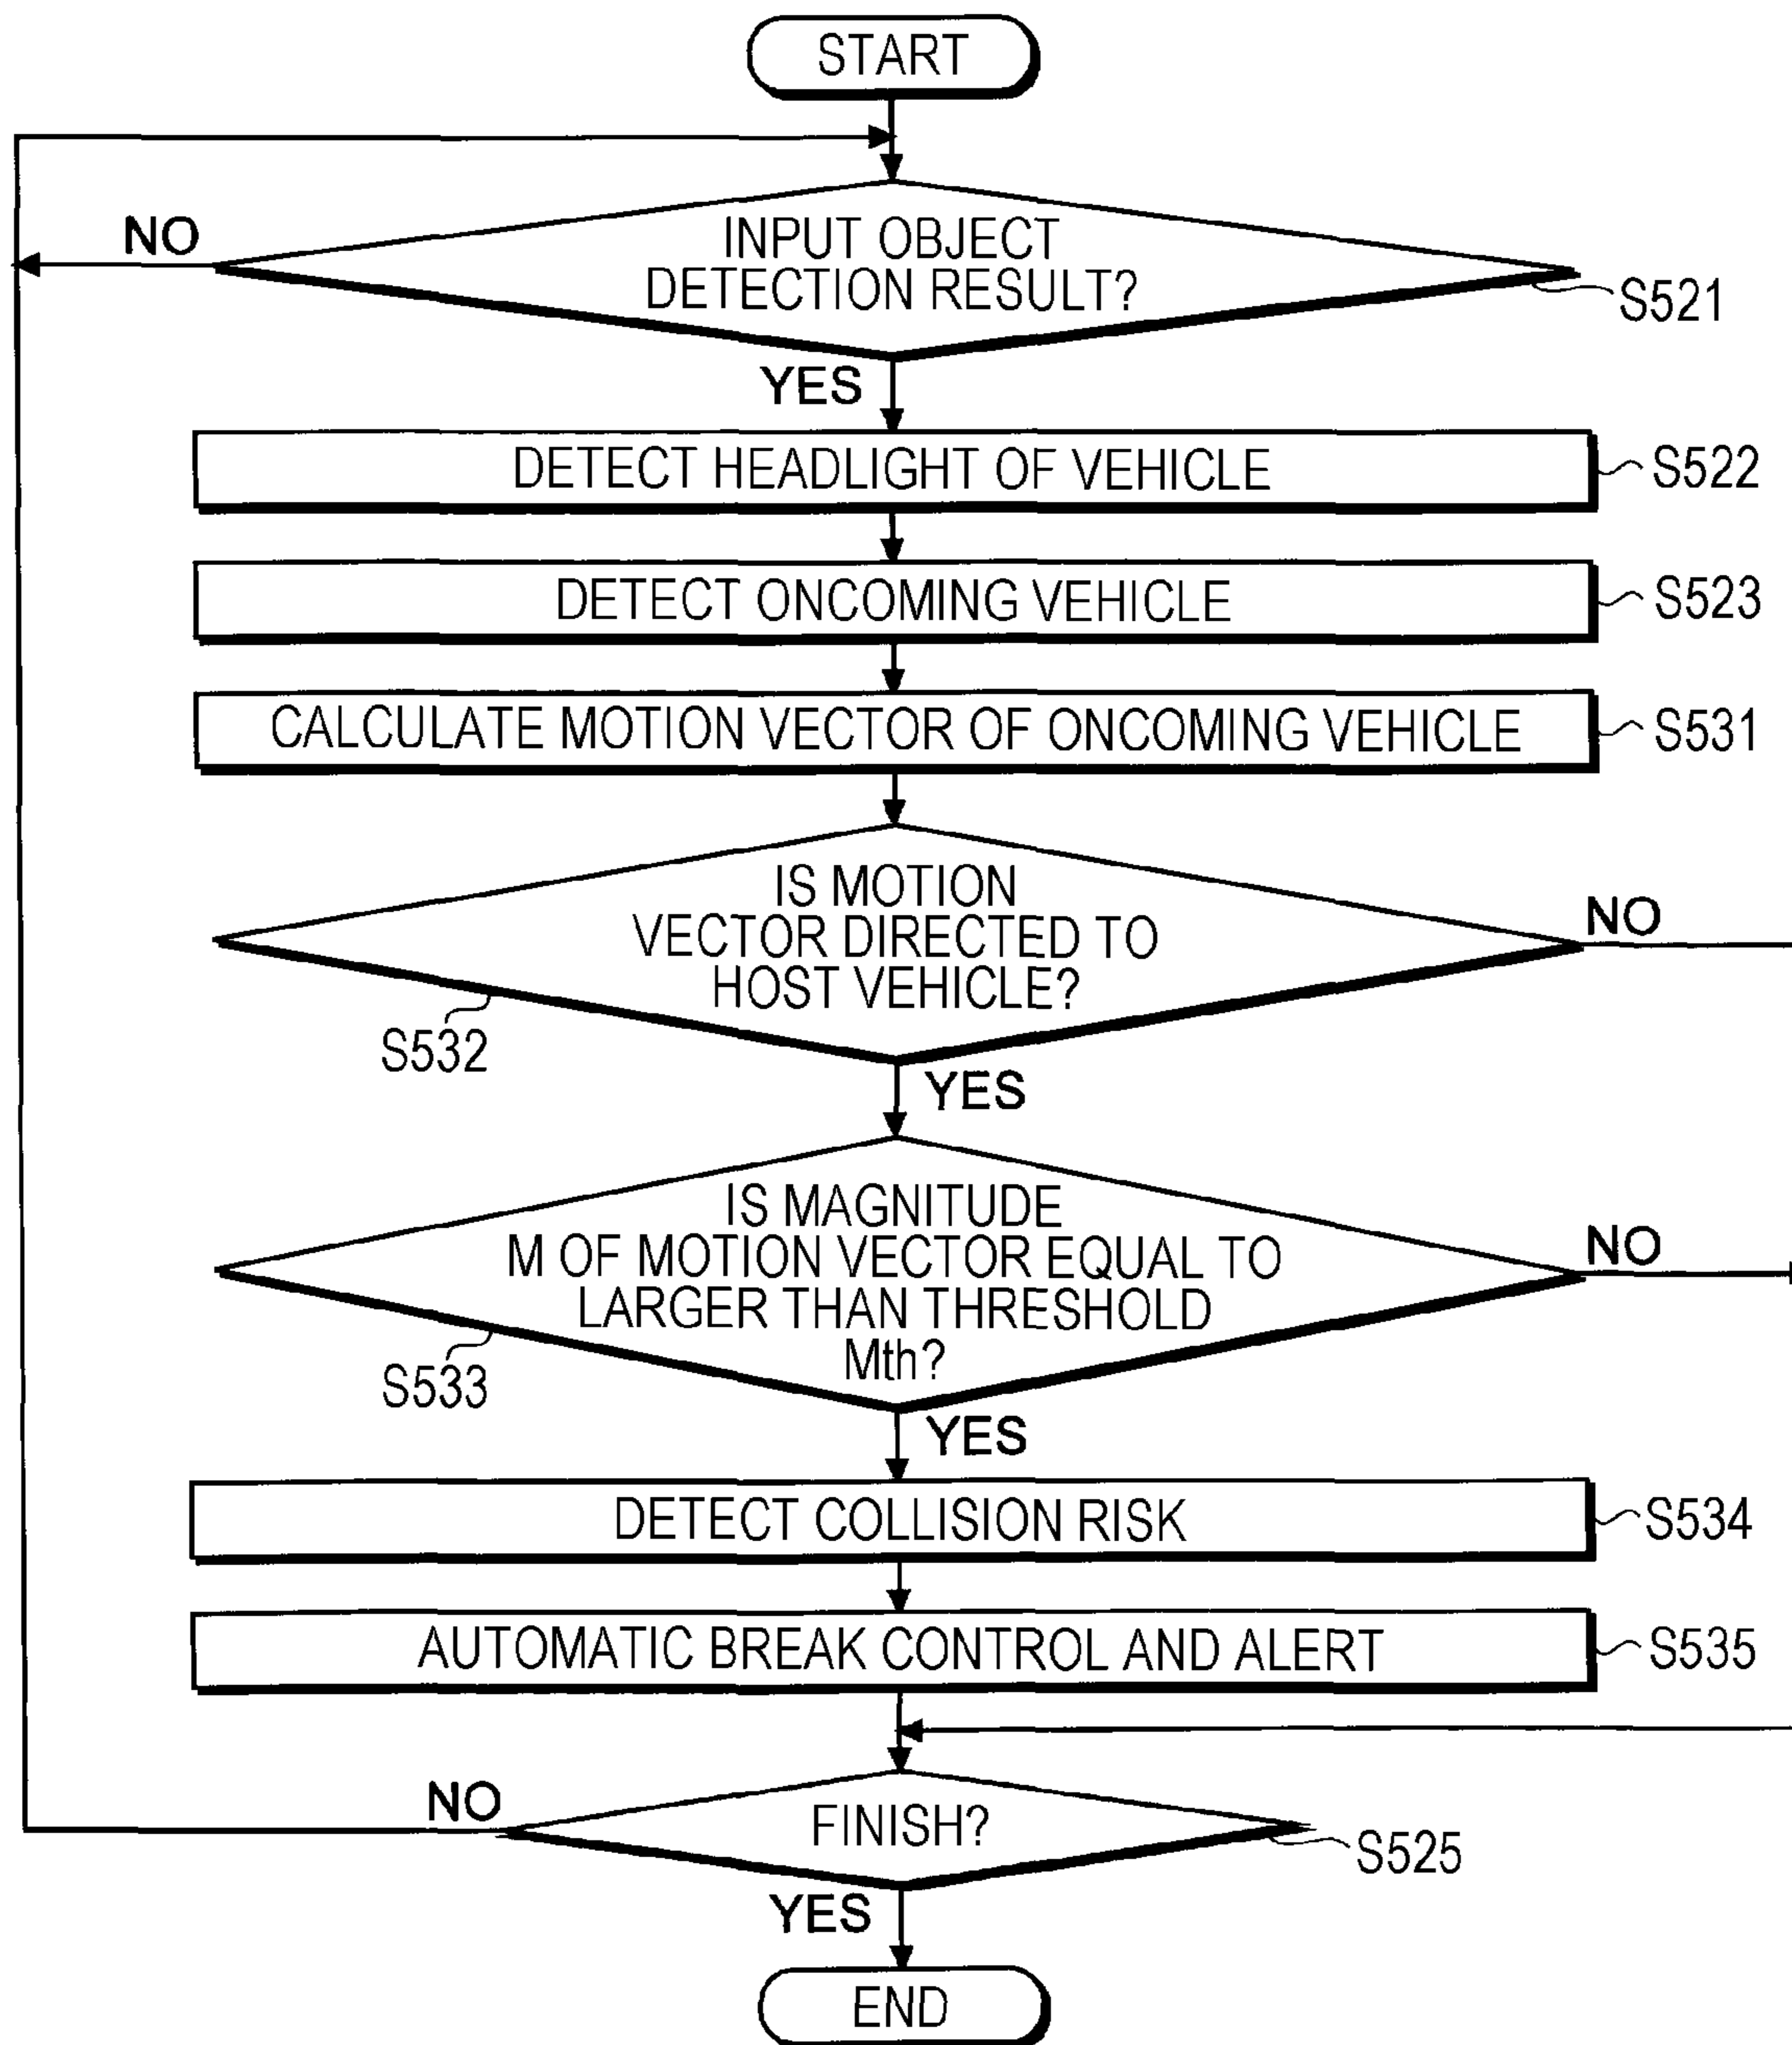 START
NO
INPUT OBJECT
DETECTION RESULT?
S521
YES
DETECT HEADLIGHT OF VEHICLE
S522
DETECT ONCOMING VEHICLE
S523
CALCULATE MOTION VECTOR OF ONCOMING VEHICLE
S531
IS MOTION
VECTOR DIRECTED TO
HOST VEHICLE?
NO
S532
YES
IS MAGNITUDE
M OF MOTION VECTOR EQUAL TO
LARGER THAN THRESHOLD
Mth?
NO
S533
YES
DETECT COLLISION RISK
S534
AUTOMATIC BREAK CONTROL AND ALERT
S535
NO
FINISH?
S525
YES
END